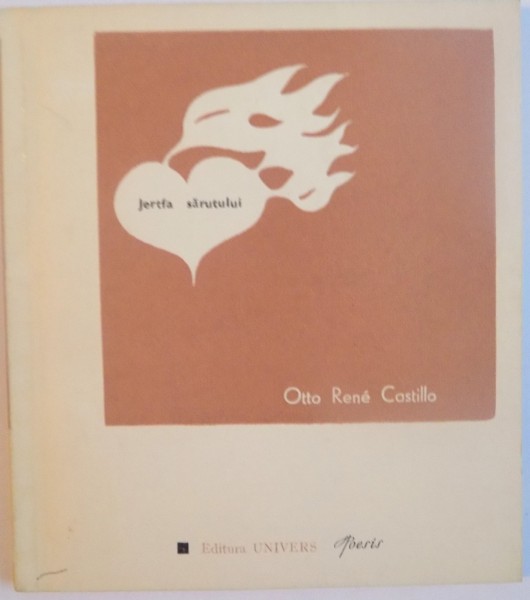 Jertfa sărutului
Otto René Castillo
Editura UNIVERS Poesis